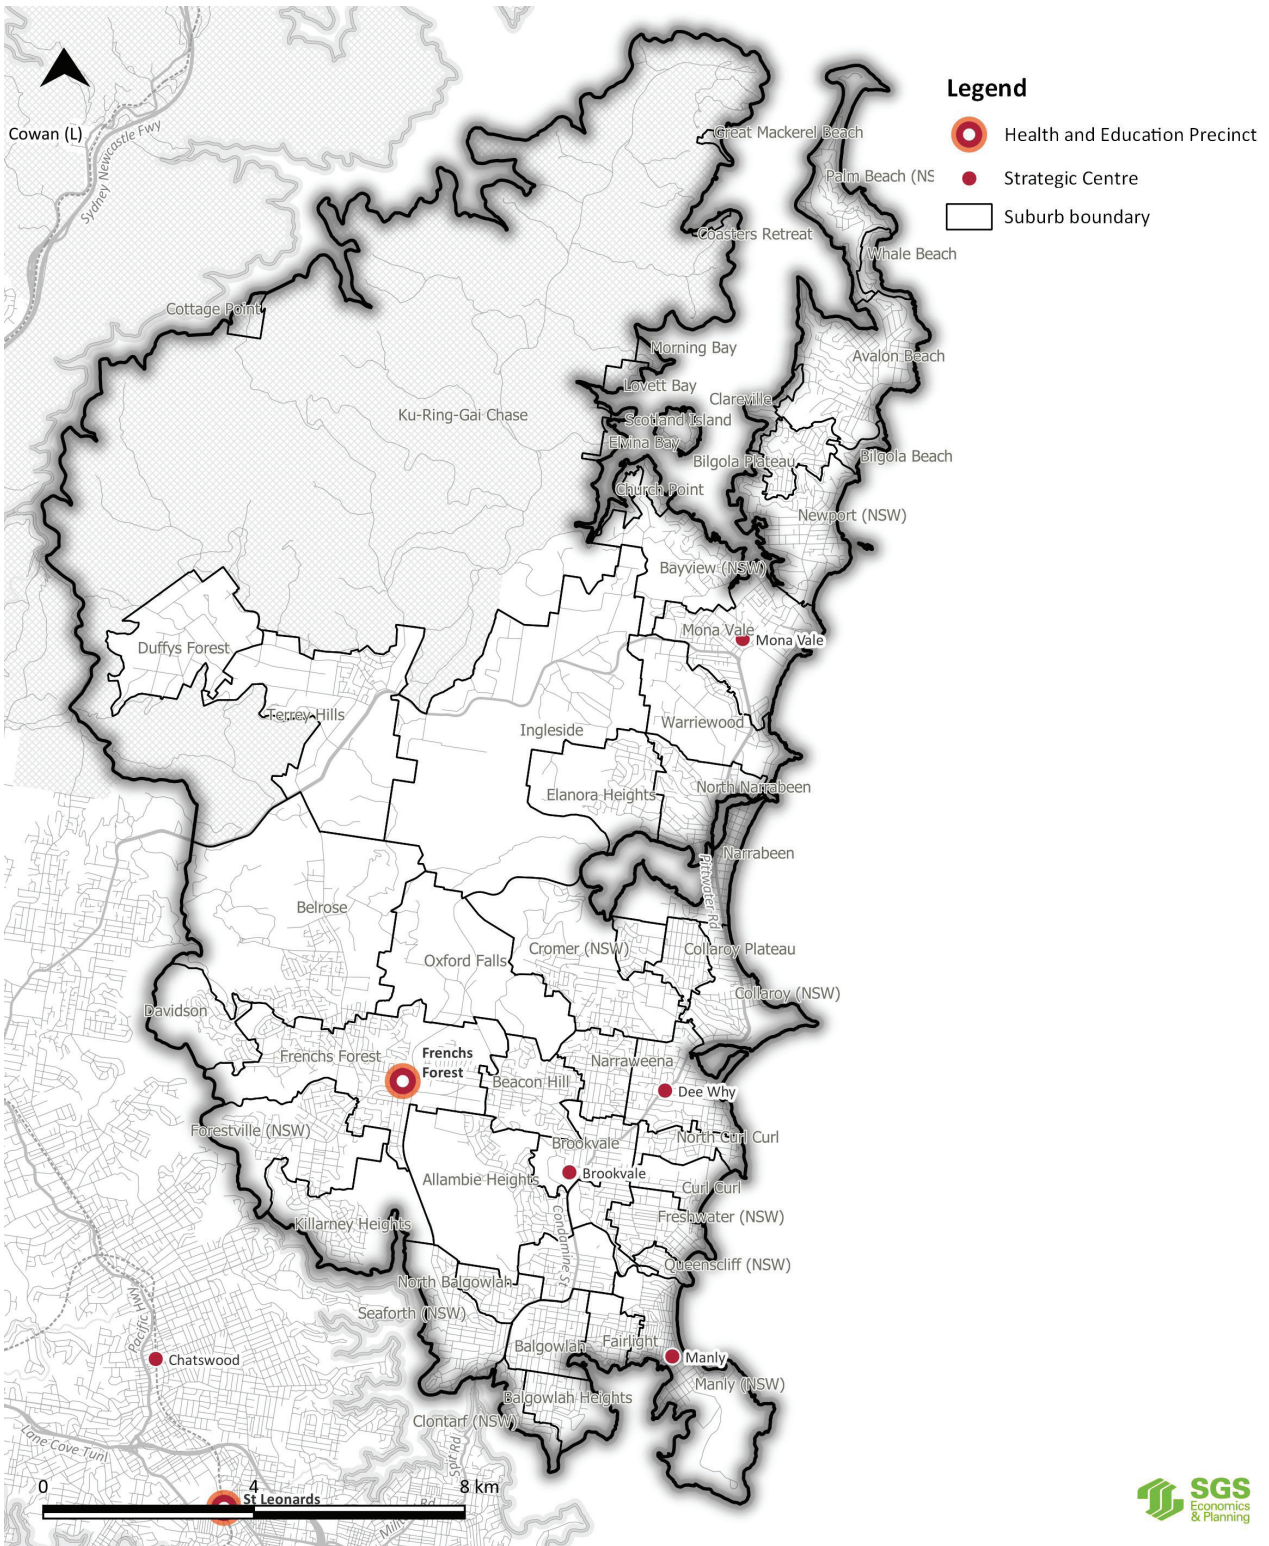 Legend
Health and Education Precinct
Strategic Centre
Suburb boundary
Cowan (L)
Sydney Newcastle Fwy
Great Mackerel Beach
Palm Beach (NS
Coasters Retreat
Whale Beach
Cottage Point
Morning Bay
Avalon Beach
Lovett Bay
Clareville
Ku-Ring-Gai Chase
Scotland Island
Elvina Bay
Bilgola Plateau
Bilgola Beach
Church Point
Newport (NSW)
Bayview (NSW)
Mona Vale
Mona Vale
Duffys Forest
Terrey Hills
Ingleside
Warriewood
Elanora Heights
North Narrabeen
Narrabeen
Pittwater Rd
Belrose
Oxford Falls
Cromer (NSW)
Collaroy Plateau
Collaroy (NSW)
Davidson
Frenchs Forest
Frenchs
Forest
Beacon Hill
Narraweena
Dee Why
Forestville (NSW)
Brookvale
North Curl Curl
Allambie Heights
Brookvale
Curl Curl
Killarney Heights
Freshwater (NSW)
Condamine St
Queenscliff (NSW)
North Balgowlah
Seaforth (NSW)
Pacific Hwy
Balgowlah
Fairlight
Chatswood
Manly
Manly (NSW)
Balgowlah Heights
Clontarf (NSW)
Lane Cove Tunl
Spit Rd
0 4 8 km
St Leonards
SGS
Economics
& Planning